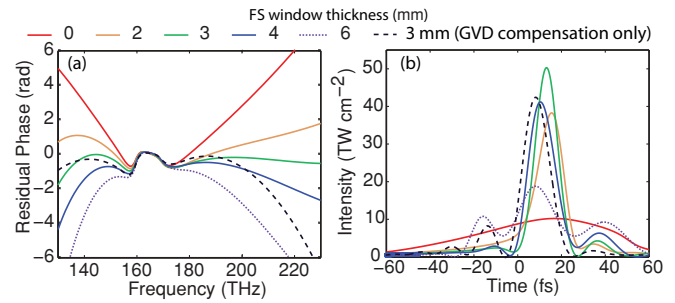 FS window thickness (mm)
0 2 3 4 6 3 mm (GVD compensation only)
(a)
Residual Phase (rad)
6
4
2
0
−2
−4
−6
140 160 180 200 220
Frequency (THz)
(b)
Intensity (TW cm−2)
50
40
30
20
10
0
−60 −40 −20 0 20 40 60
Time (fs)